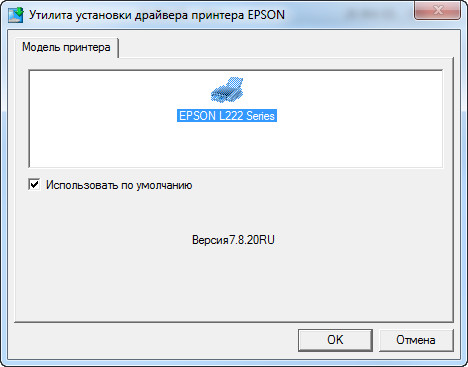 Утилита установки драйвера принтера EPSON
Модель принтера
EPSON L222 Series
Использовать по умолчанию
Версия7.8.20RU
OK
Отмена